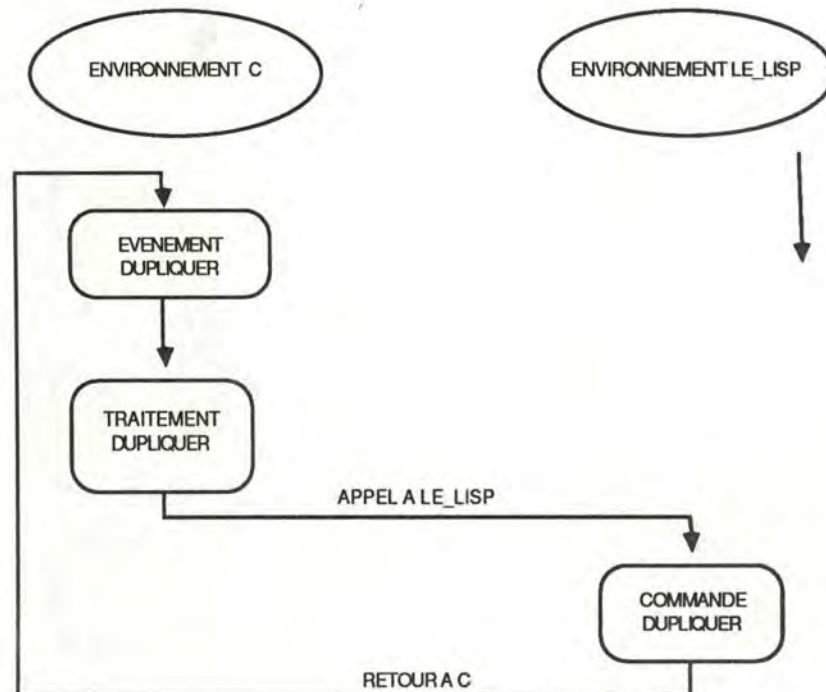 ENVIRONNEMENT C
ENVIRONNEMENT LE_LISP
EVENEMENT
DUPLIQUER
TRAITEMENT
DUPLIQUER
APPEL A LE_LISP
COMMANDE
DUPLIQUER
RETOUR A C